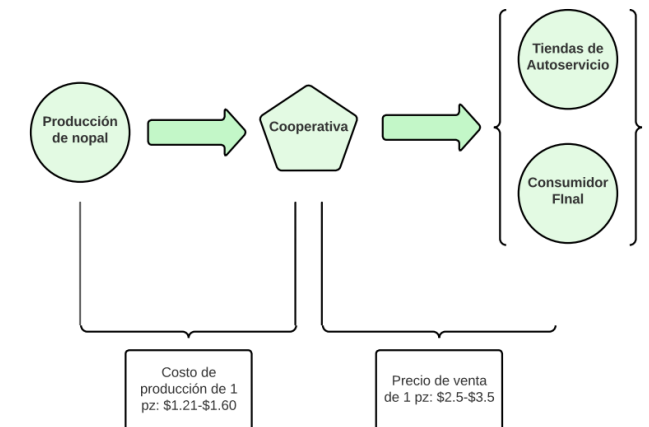 Tiendas de
Autoservicio
Producción
de nopal
Cooperativa
Consumidor
FInal
Costo de
producción de 1
pz: $1.21-$1.60
Precio de venta
de 1 pz: $2.5-$3.5